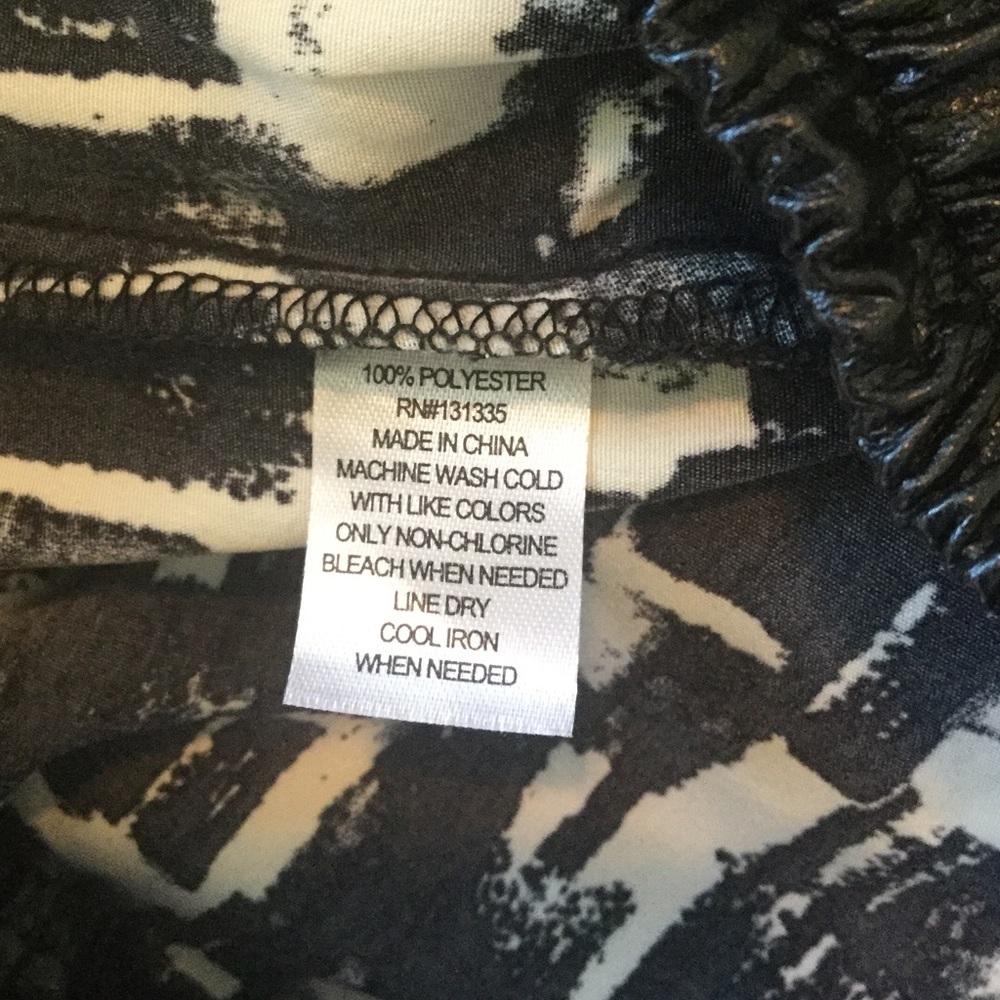 100% POLYESTER
RN#131335
MADE IN CHINA
MACHINE WASH COLD
WITH LIKE COLORS
ONLY NON-CHLORINE
BLEACH WHEN NEEDED
LINE DRY
COOL IRON
WHEN NEEDED